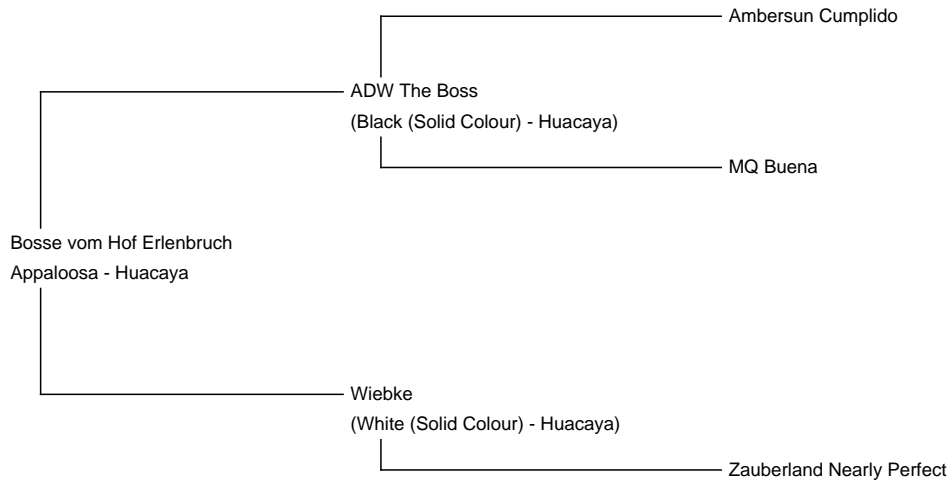 Ambersun Cumplido
ADW The Boss
(Black (Solid Colour) - Huacaya)
MQ Buena
Bosse vom Hof Erlenbruch
Appaloosa - Huacaya
Wiebke
(White (Solid Colour) - Huacaya)
Zauberland Nearly Perfect